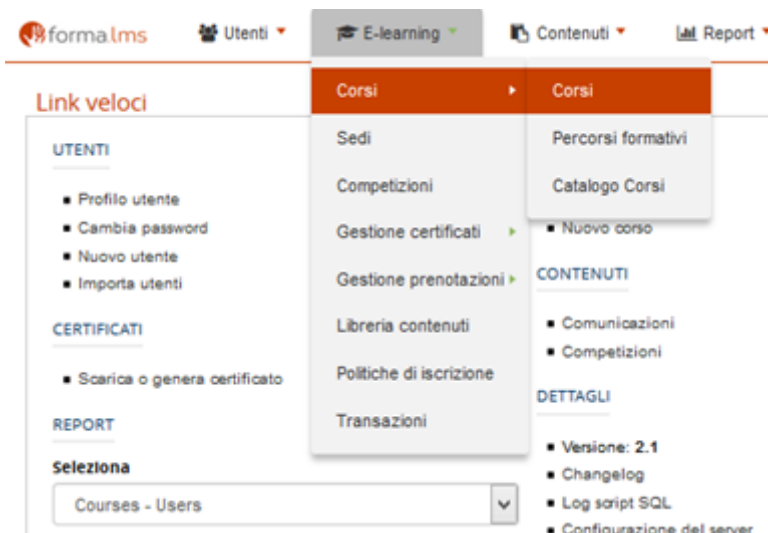 forma.lms
Utenti
E-learning
Contenuti
Report
Link veloci
UTENTI
Profilo utente
Cambia password
Nuovo utente
Importa utenti
CERTIFICATI
Scarica o genera certificato
REPORT
Seleziona
Courses - Users
Corsi
Sedi
Competizioni
Gestione certificati
Gestione prenotazioni
Libreria contenuti
Politiche di iscrizione
Transazioni
Corsi
Percorsi formativi
Catalogo Corsi
Nuovo corso
CONTENUTI
Comunicazioni
Competizioni
DETTAGLI
Versione: 2.1
Changelog
Log script SQL
Configurazione del server